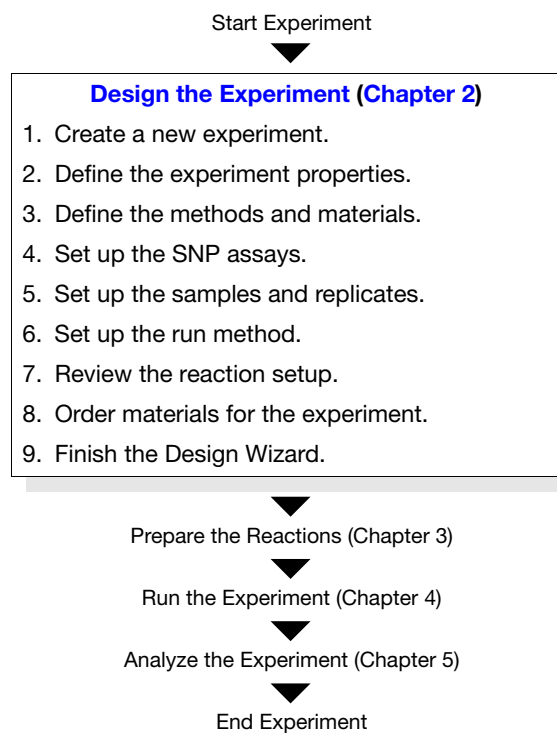 Start Experiment
Design the Experiment (Chapter 2)
1. Create a new experiment.
2. Define the experiment properties.
3. Define the methods and materials.
4. Set up the SNP assays.
5. Set up the samples and replicates.
6. Set up the run method.
7. Review the reaction setup.
8. Order materials for the experiment.
9. Finish the Design Wizard.
Prepare the Reactions (Chapter 3)
Run the Experiment (Chapter 4)
Analyze the Experiment (Chapter 5)
End Experiment